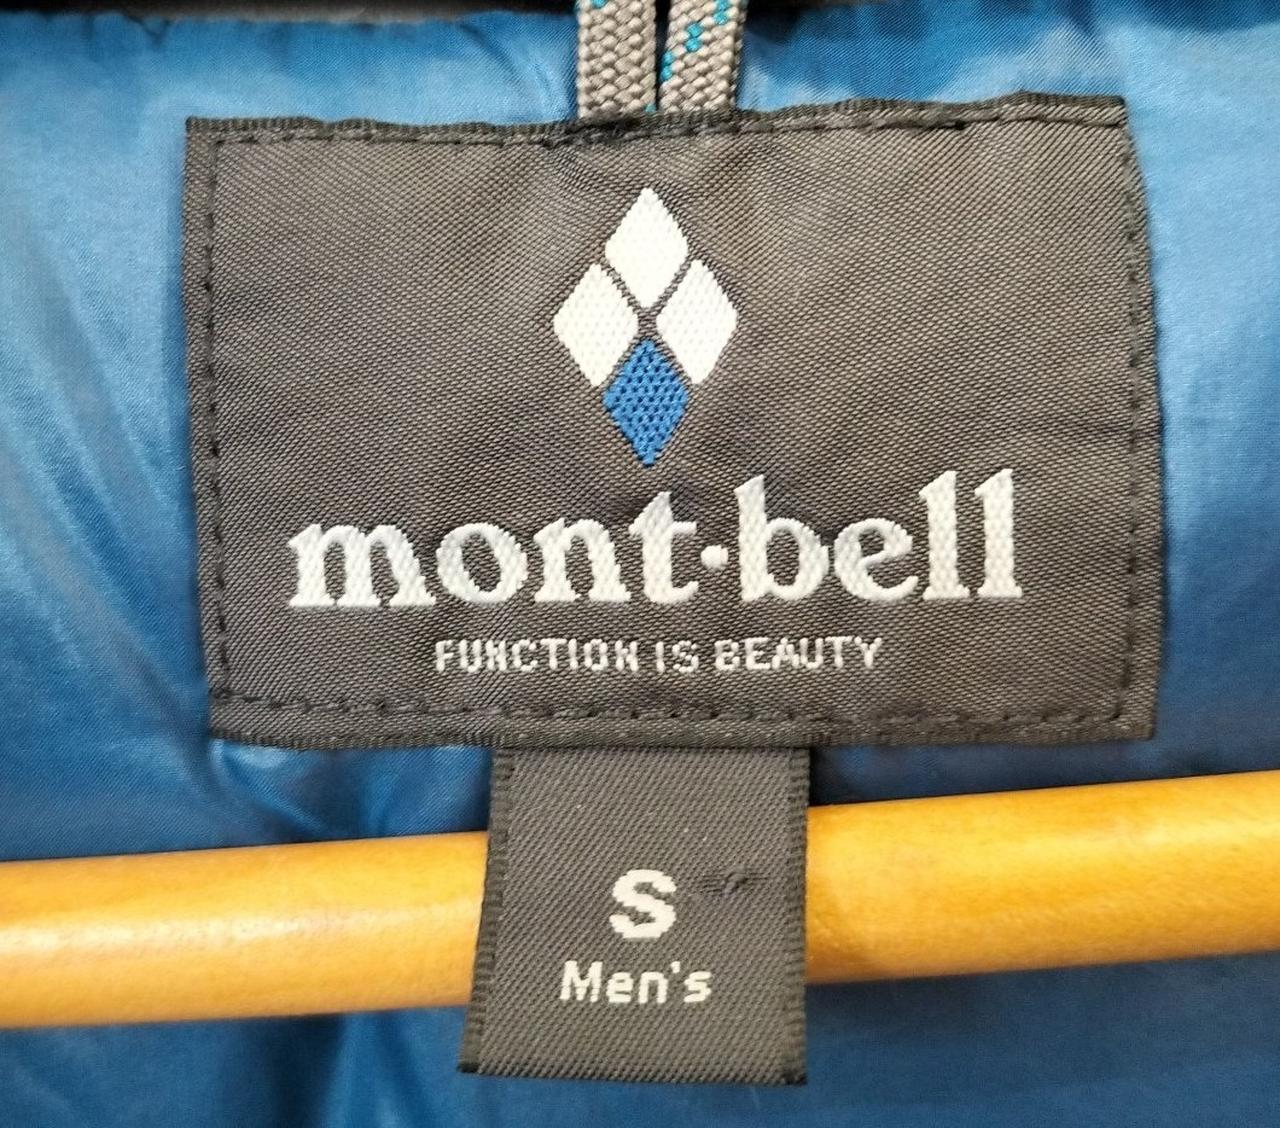 mont·bell
FUNCTION IS BEAUTY
S
Men's